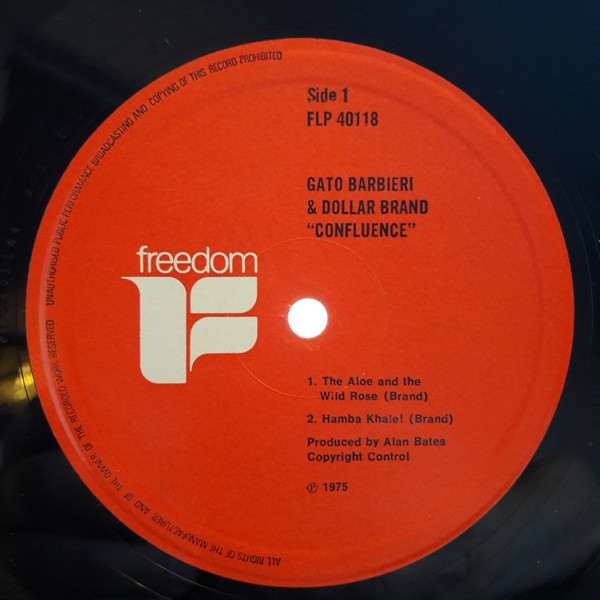 ALL RIGHTS OF THE MANUFACTURER AND OF THE OWNER OF THE RECORDED WORK RESERVED UNAUTHORISED PUBLIC PERFORMANCE BROADCASTING AND COPYING OF THIS RECORD PROHIBITED
Side 1
FLP 40118
GATO BARBIERI
& DOLLAR BRAND
"CONFLUENCE"
freedom
1. The Aloe and the
Wild Rose (Brand)
2. Hamba Khale! (Brand)
Produced by Alan Bates
Copyright Control
℗ 1975